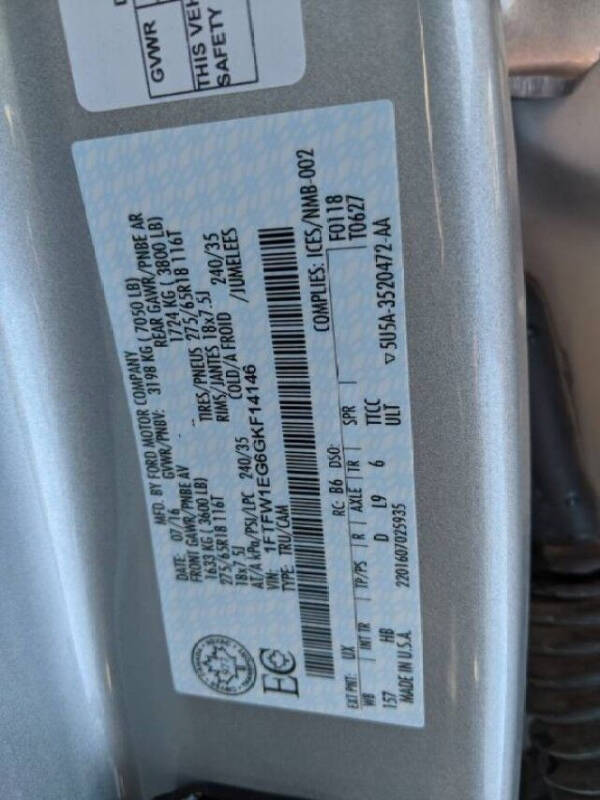 GVWR
THIS VEH
SAFETY
MFD. BY FORD MOTOR COMPANY
DATE: 07/16 GVWR/PNBE: 3198 KG ( 7050 LB)
FRONT GAWR/PNBE AV REAR GAWR/PNBE AR
1633 KG ( 3600 LB) 1724 KG ( 3800 LB)
275/65R18 116T TIRES/PNEUS 275/65R18 116T
18x7.5J RIMS/JANTES 18x7.5J
AT/A kPa/PSI/LPC 240/35 COLD/A FROID 240/35
VIN: 1FTFW1EG6GKF14146 /JUMELEES
TYPE: TRU/CAM
EC
COMPLIES: ICES/NMB-002
F0118
T0627
EXT PNT: UX RC: B6 DSO:
WB INT TR TP/PS R AXLE TR SPR
157 HB D L9 6 TTCC
ULT
MADE IN U.S.A. 2201607025935 ▽5U5A-3520472-AA